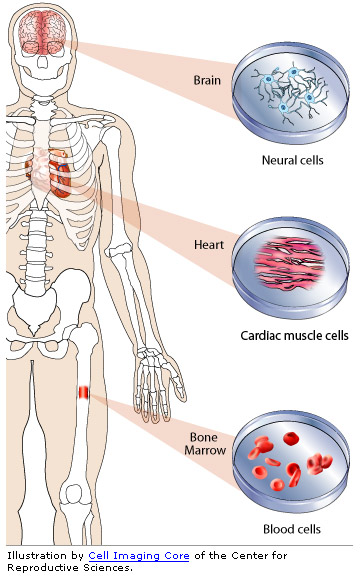 Brain
Neural cells
Heart
Cardiac muscle cells
Bone
Marrow
Blood cells
Illustration by Cell Imaging Core of the Center for
Reproductive Sciences.